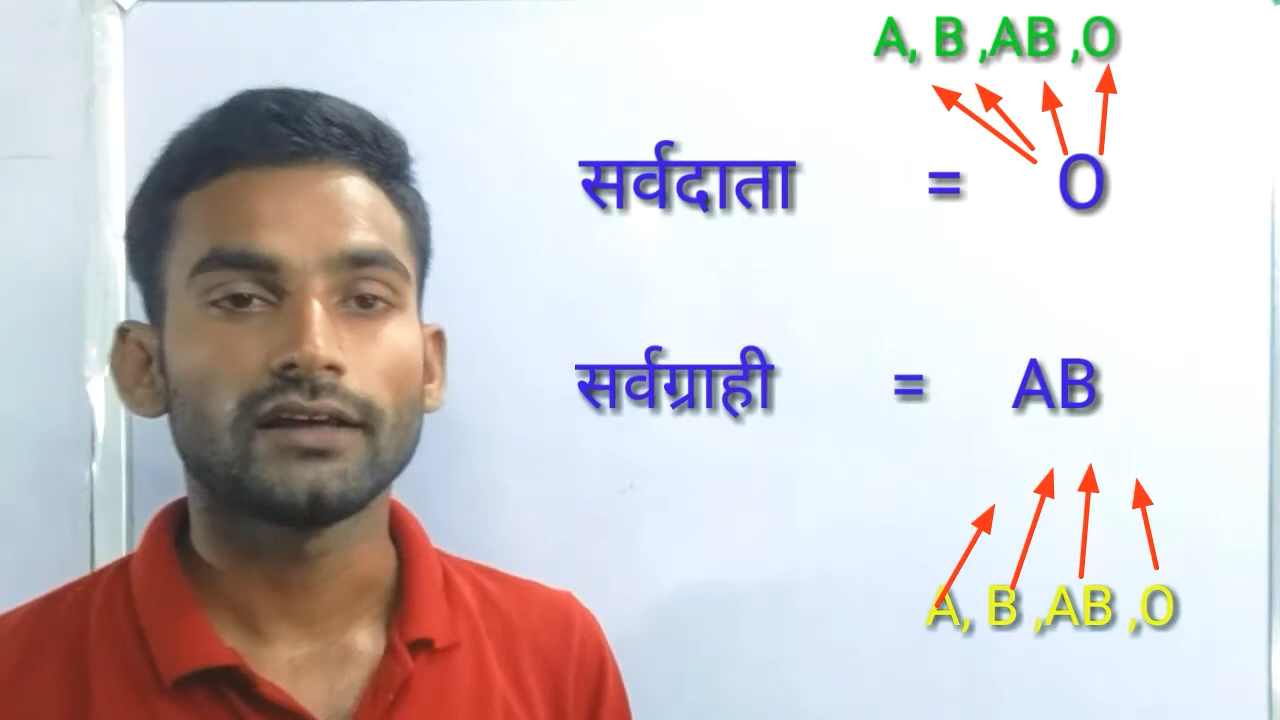 A, B ,AB ,O
सर्वदाता = O
सर्वग्राही = AB
A, B ,AB ,O